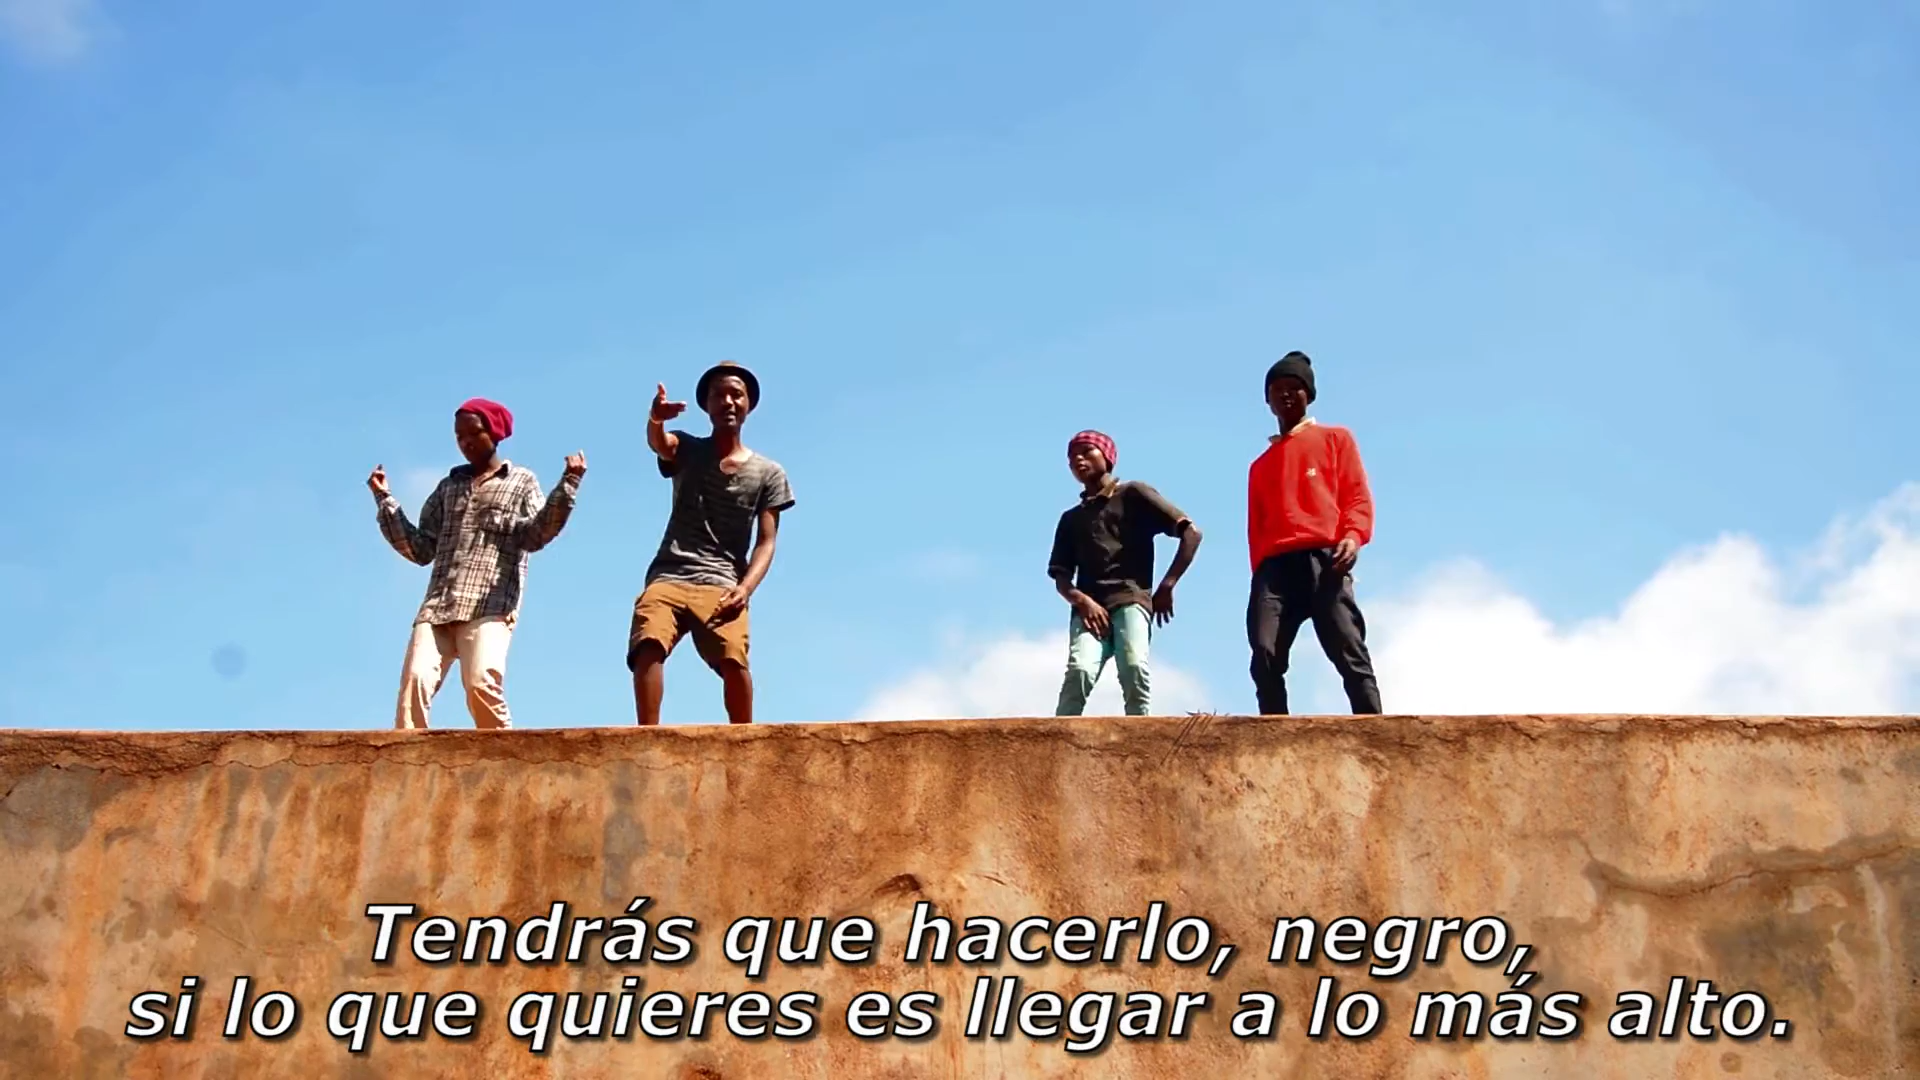 Tendrás que hacerlo, negro,
si lo que quieres es llegar a lo más alto.